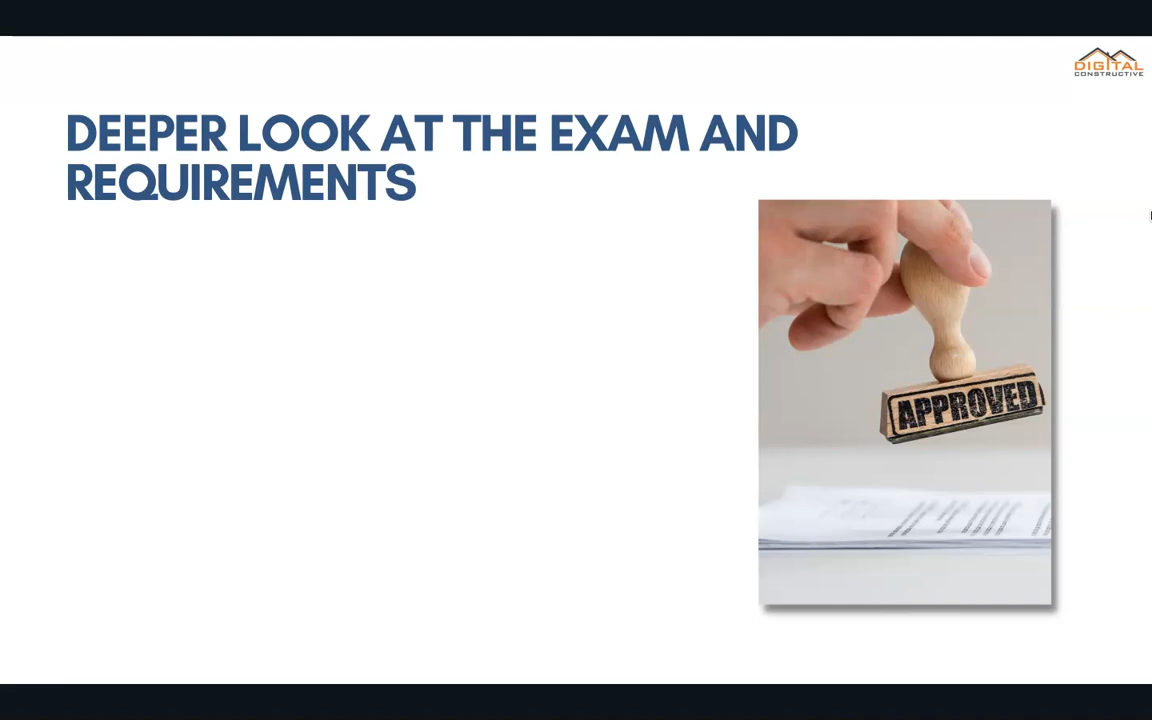 DIGITAL
CONSTRUCTIVE
DEEPER LOOK AT THE EXAM AND
REQUIREMENTS
APPROVED